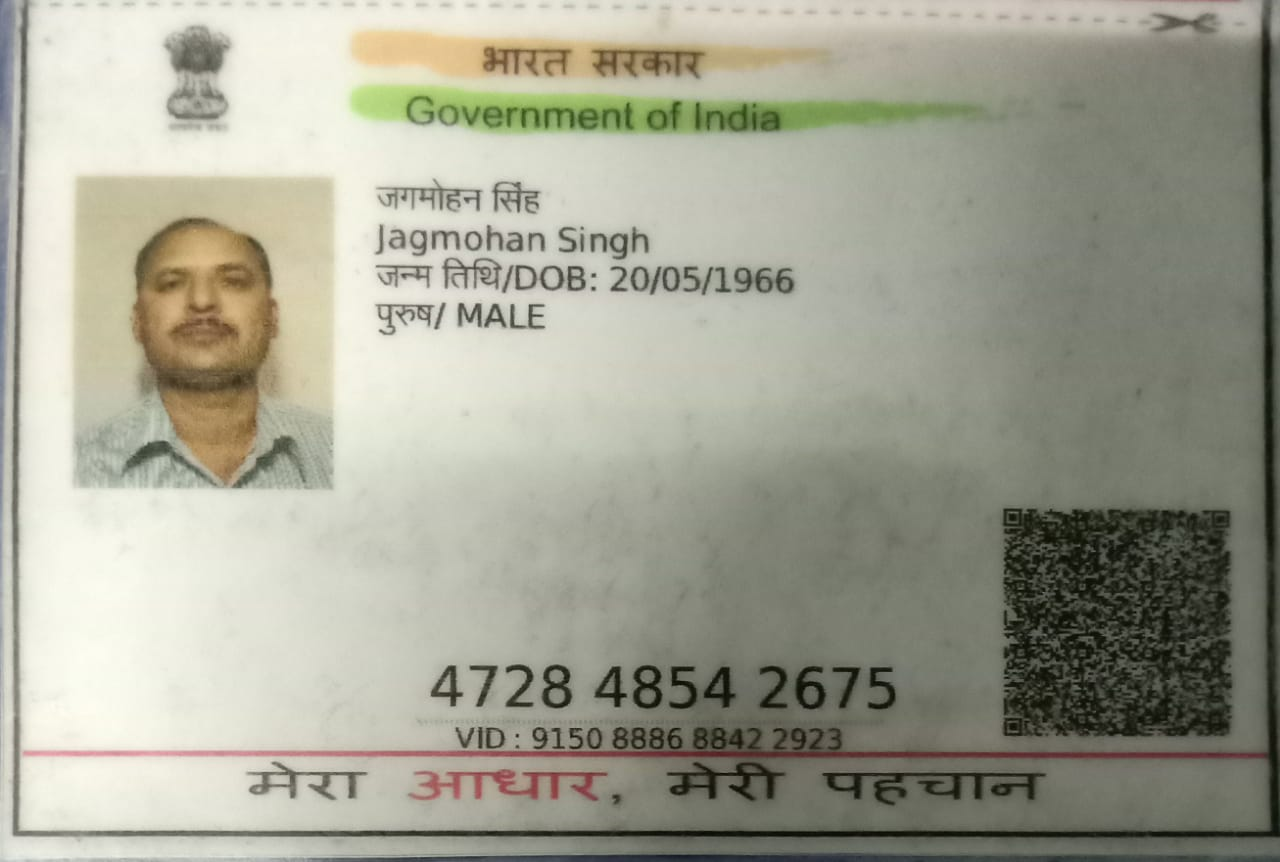 भारत सरकार
Government of India
जगमोहन सिंह
Jagmohan Singh
जन्म तिथि/DOB: 20/05/1966
पुरुष/ MALE
4728 4854 2675
VID : 9150 8886 8842 2923
मेरा आधार, मेरी पहचान